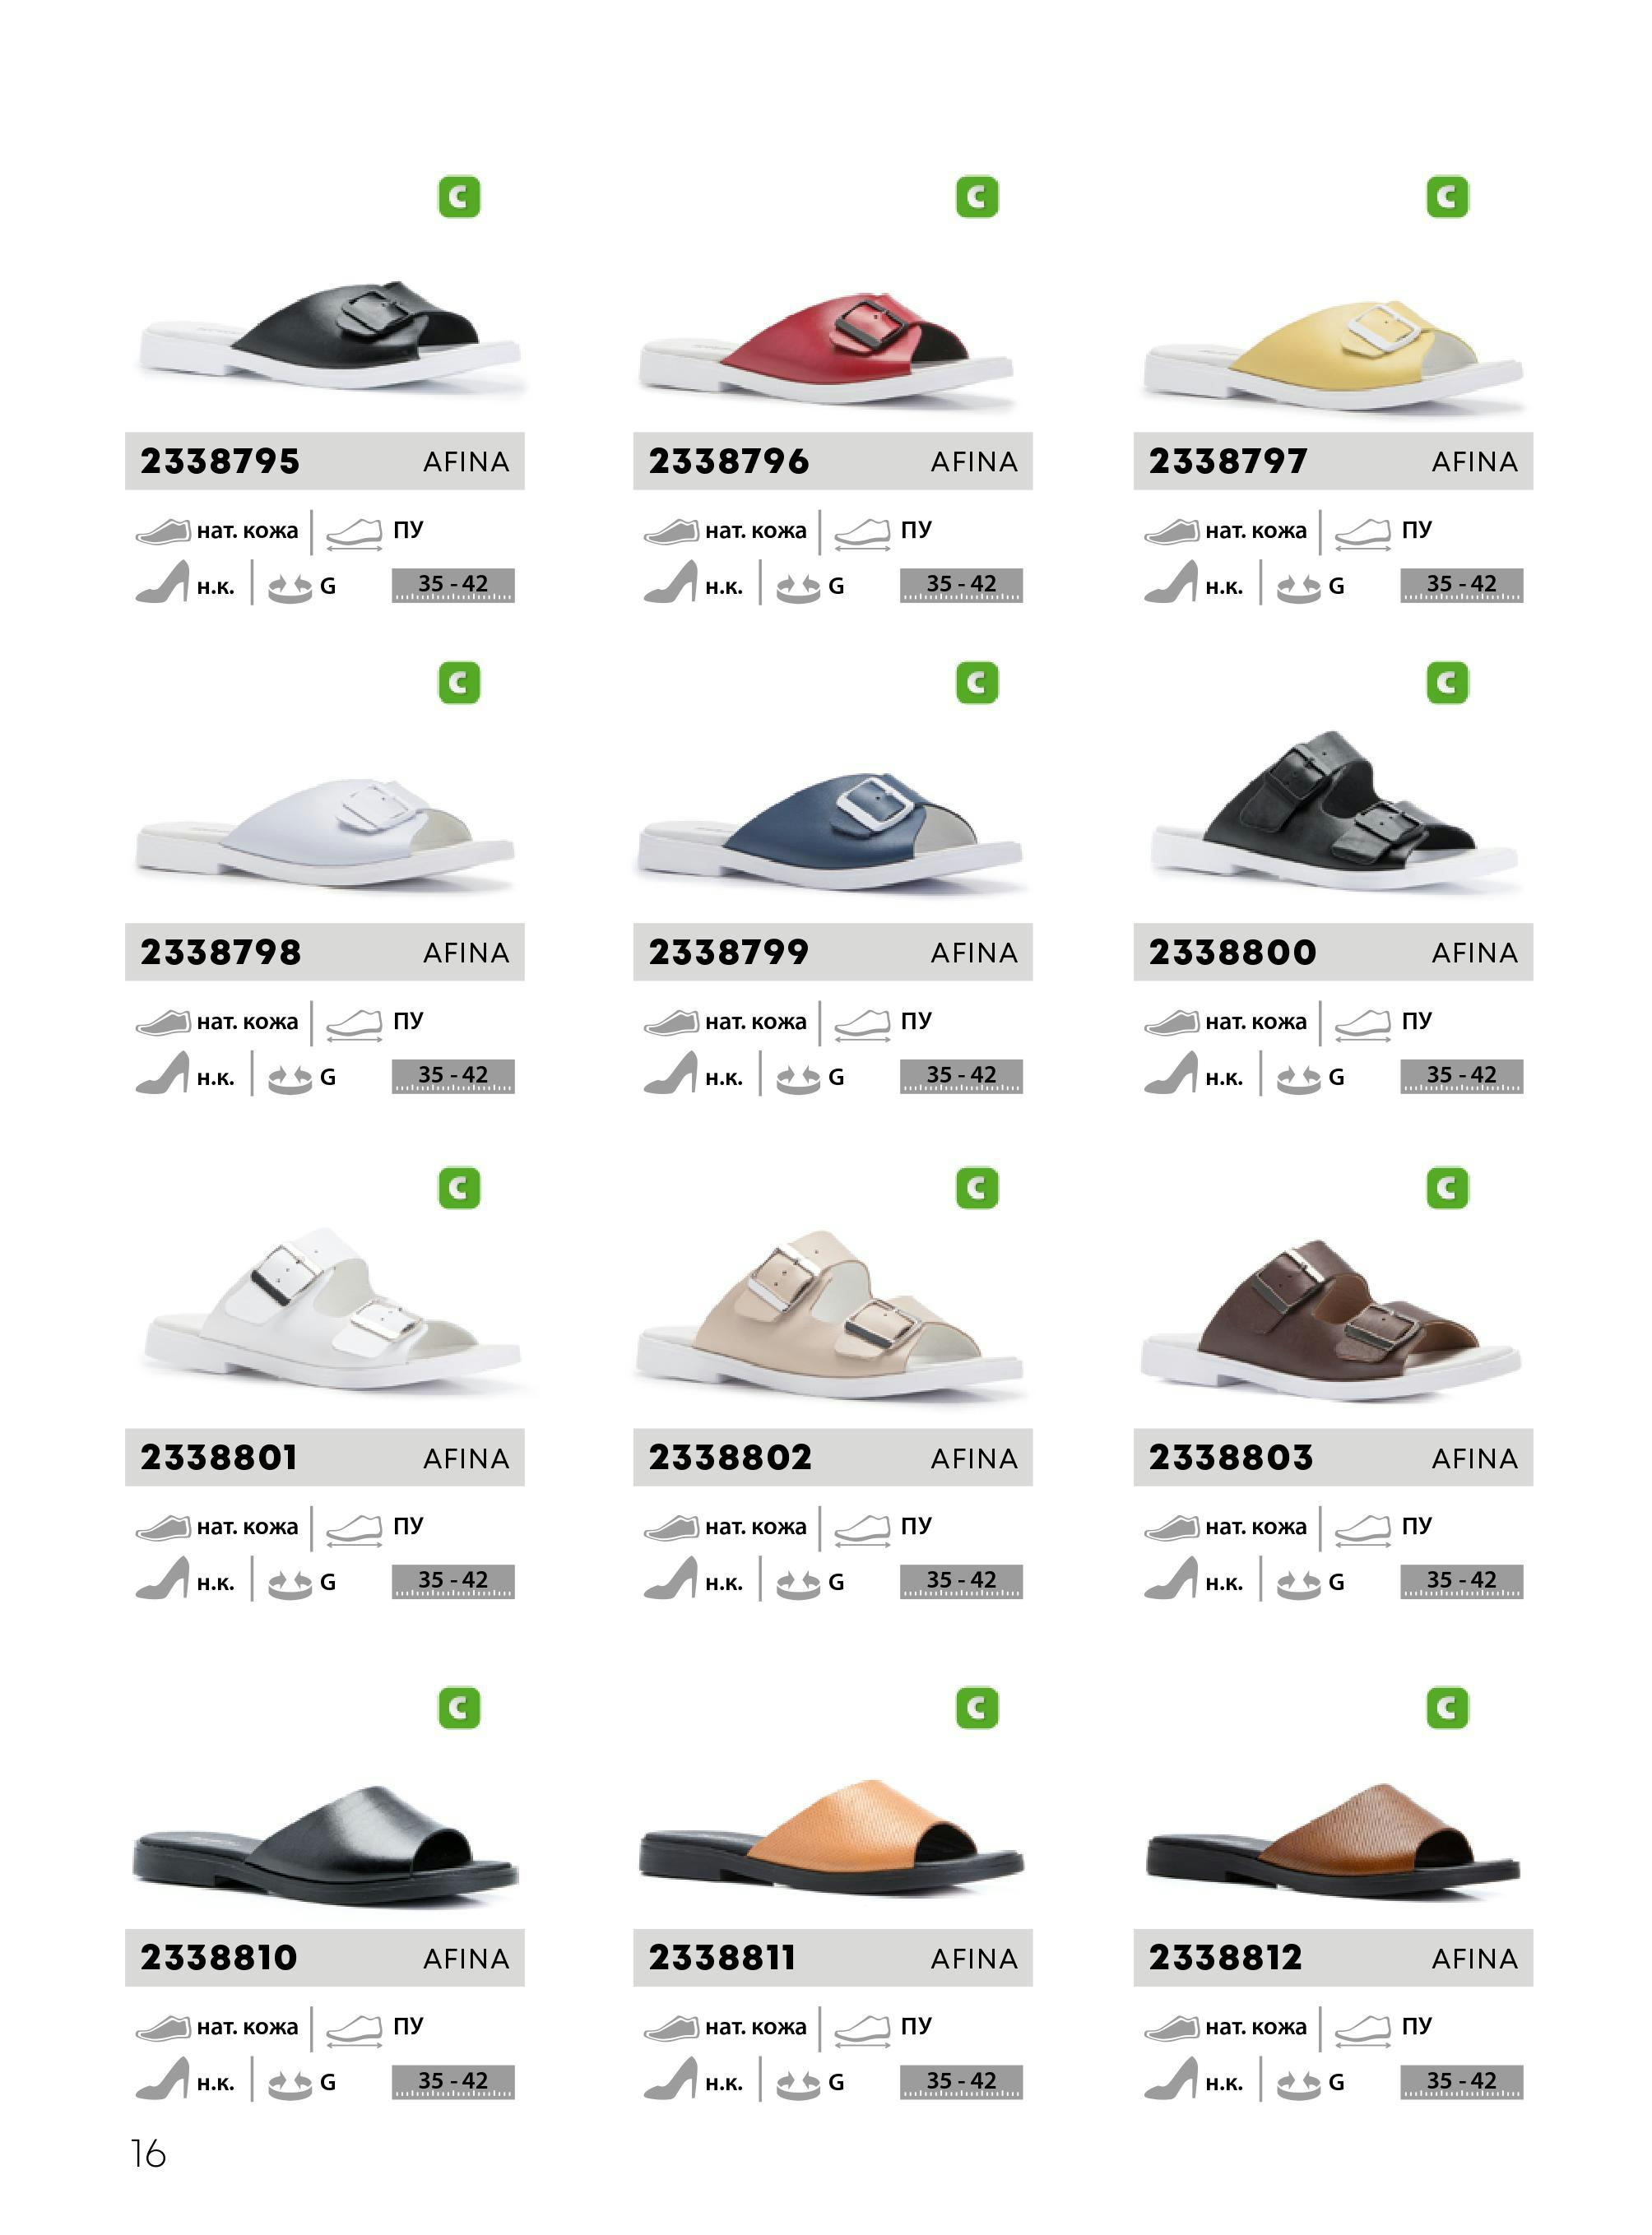 C C C
2338795 AFINA 2338796 AFINA 2338797 AFINA
нат. кожа ПУ нат. кожа ПУ нат. кожа ПУ
н.к. G 35 - 42 н.к. G 35 - 42 н.к. G 35 - 42
C C C
2338798 AFINA 2338799 AFINA 2338800 AFINA
нат. кожа ПУ нат. кожа ПУ нат. кожа ПУ
н.к. G 35 - 42 н.к. G 35 - 42 н.к. G 35 - 42
C C C
2338801 AFINA 2338802 AFINA 2338803 AFINA
нат. кожа ПУ нат. кожа ПУ нат. кожа ПУ
н.к. G 35 - 42 н.к. G 35 - 42 н.к. G 35 - 42
C C C
2338810 AFINA 2338811 AFINA 2338812 AFINA
нат. кожа ПУ нат. кожа ПУ нат. кожа ПУ
н.к. G 35 - 42 н.к. G 35 - 42 н.к. G 35 - 42
16